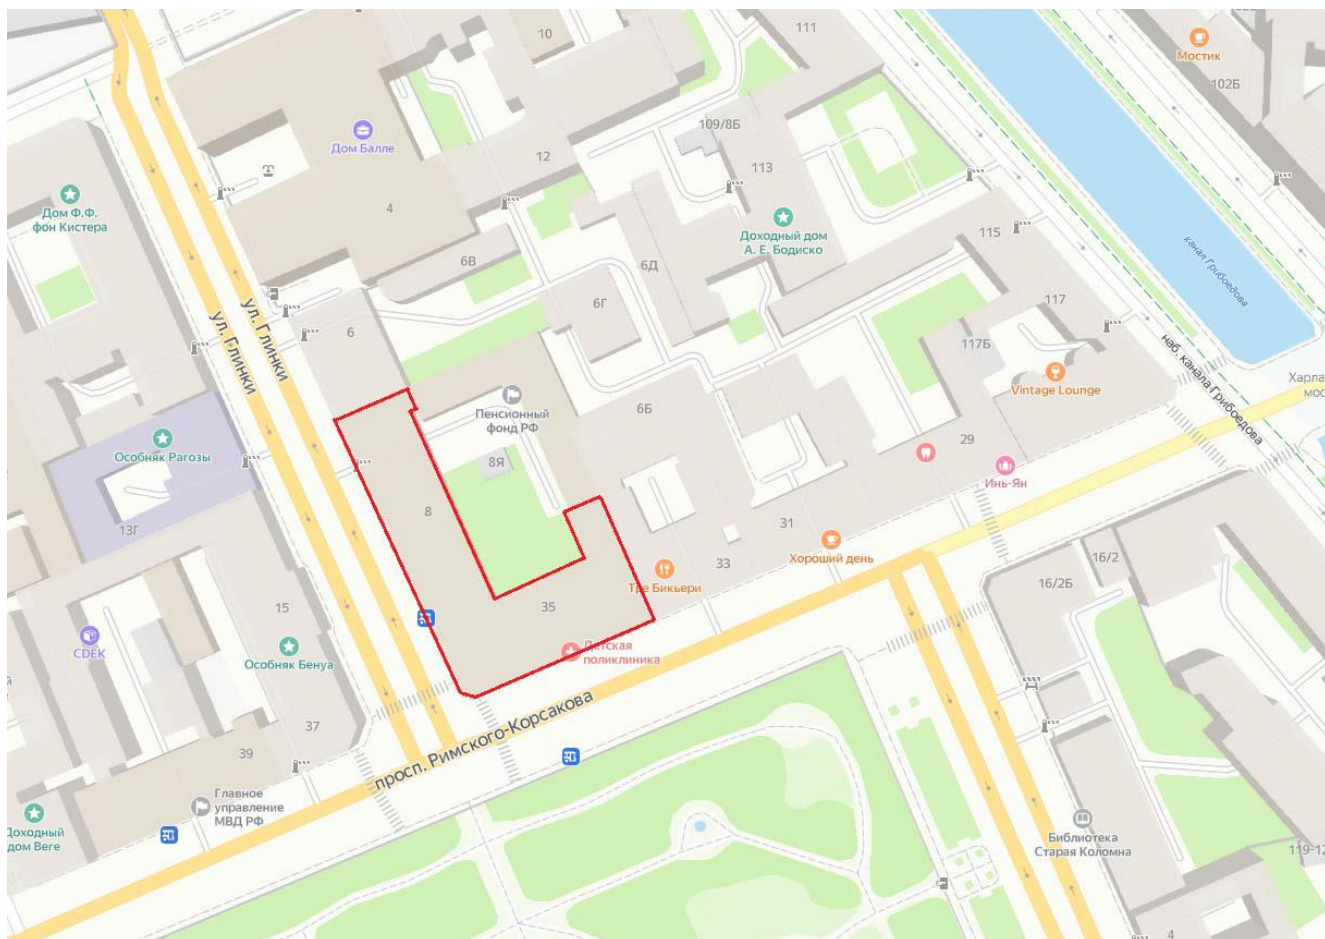 111
10
Мостик
102Б
109/8Б
Дом Балле
12
113
4
Дом Ф.Ф.
фон Кистера
Доходный дом
А. Е. Бодиско
115
канал Грибоедова
6В
6Д
6Г
117
ул. Глинки
ул. Глинки
6
117Б
наб. канала Грибоедова
Vintage Lounge
Пенсионный
фонд РФ
6Б
29
Особняк Рагозы
8Я
Инь-Ян
8
13Г
31
Хороший день
33
Тре Бикьери
16/2
16/2Б
15
35
CDEK
Особняк Бенуа
Детская
поликлиника
37
39
просп. Римского-Корсакова
Главное
управление
МВД РФ
Доходный
дом Веге
Библиотека
Старая Коломна
4